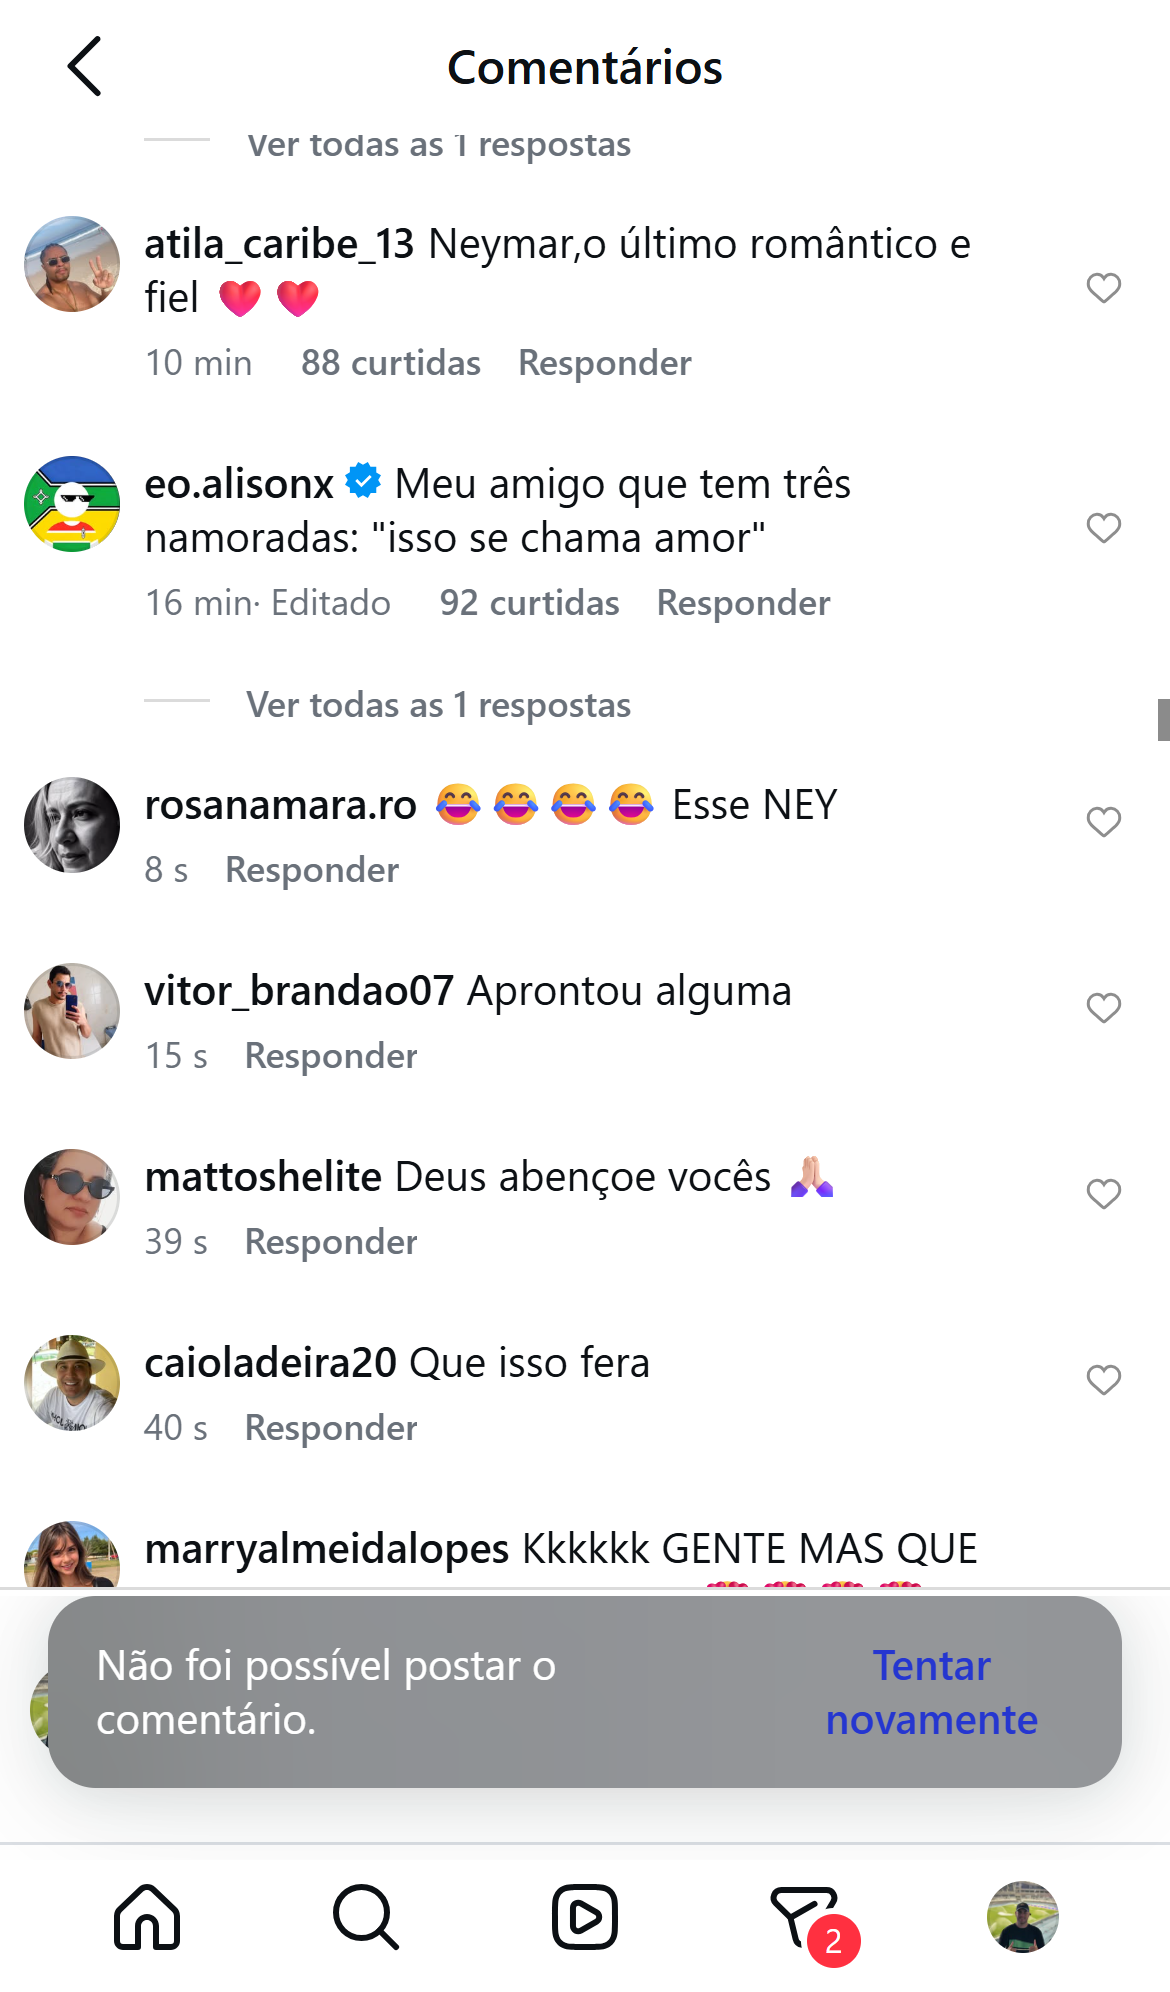 Comentários
Ver todas as 1 respostas
atila_caribe_13 Neymar,o último romântico e
fiel ❤️ ❤️
10 min 88 curtidas Responder
eo.alisonx Meu amigo que tem três
namoradas: "isso se chama amor"
16 min· Editado 92 curtidas Responder
Ver todas as 1 respostas
rosanamara.ro 😂 😂 😂 😂 Esse NEY
8 s Responder
vitor_brandao07 Aprontou alguma
15 s Responder
mattoshelite Deus abençoe vocês 🙏🏻
39 s Responder
caioladeira20 Que isso fera
40 s Responder
marryalmeidalopes Kkkkkk GENTE MAS QUE
Não foi possível postar o
comentário.
Tentar
novamente
2